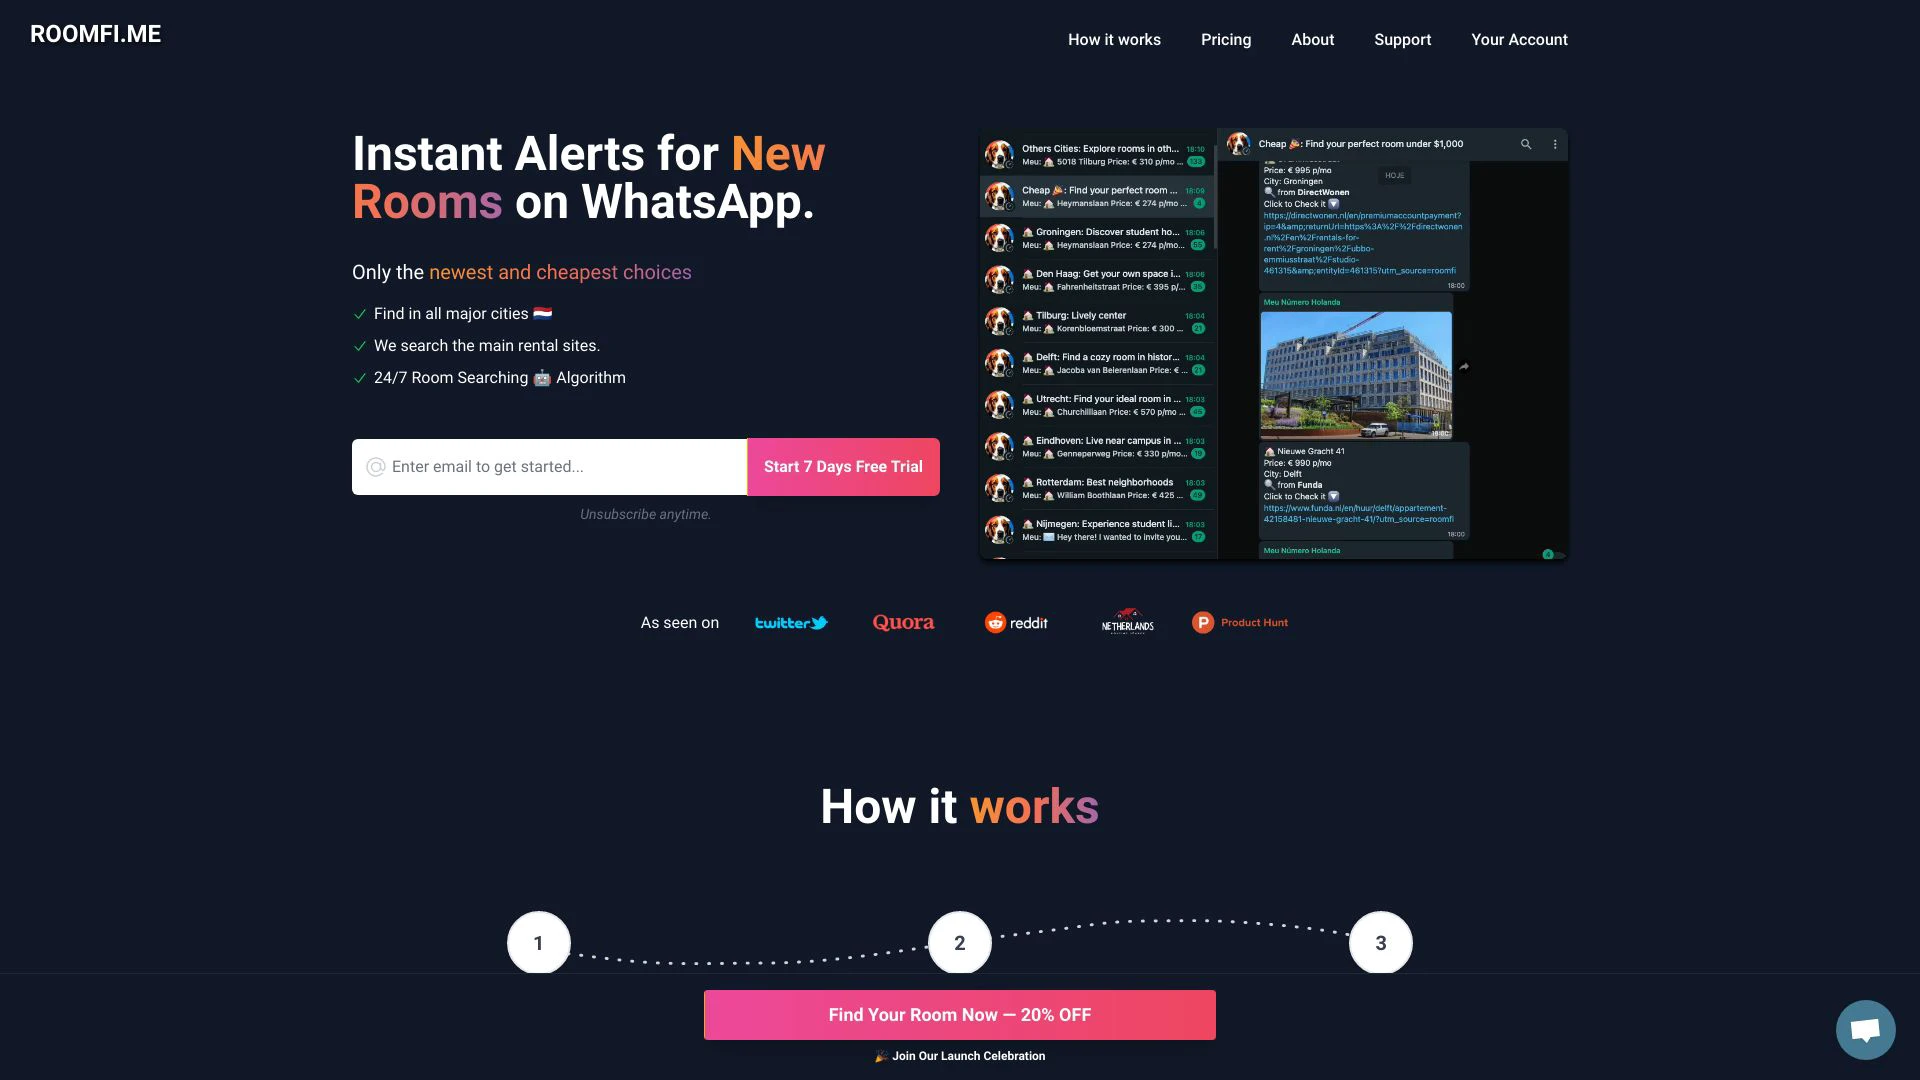 ROOMFI.ME
How it works
Pricing
About
Support
Your Account
Instant Alerts for New
Rooms on WhatsApp.
Only the newest and cheapest choices
Find in all major cities 🇳🇱
We search the main rental sites.
24/7 Room Searching 🤖 Algorithm
Enter email to get started...
Start 7 Days Free Trial
Unsubscribe anytime.
Others Cities: Explore rooms in oth... 18:10
Meu: 🏠 5018 Tilburg Price: € 310 p/mo ... 133
Cheap 🎉: Find your perfect room ... 18:09
Meu: 🏠 Heymanslaan Price: € 274 p/mo ... 4
🏠 Groningen: Discover student ho... 18:06
Meu: 🏠 Heymanslaan Price: € 274 p/mo... 55
🏠 Den Haag: Get your own space i... 18:06
Meu: 🏠 Fahrenheitstraat Price: € 395 p/... 35
🏠 Tilburg: Lively center 18:04
Meu: 🏠 Korenbloemstraat Price: € 300 ... 21
🏠 Delft: Find a cozy room in histor... 18:04
Meu: 🏠 Jacoba van Beierenlaan Price: € ... 21
🏠 Utrecht: Find your ideal room in ... 18:03
Meu: 🏠 Churchilllaan Price: € 570 p/mo ... 45
🏠 Eindhoven: Live near campus in ... 18:03
Meu: 🏠 Genneperweg Price: € 330 p/mo... 19
🏠 Rotterdam: Best neighborhoods 18:03
Meu: 🏠 William Boothlaan Price: € 425 ... 49
🏠 Nijmegen: Experience student li... 18:03
Meu: ✉️ Hey there! I wanted to invite you... 17
Cheap 🎉: Find your perfect room under $1,000
HOJE
Price: € 995 p/mo
City: Groningen
🔍 from DirectWonen
Click to Check it 🔽
https://directwonen.nl/en/premiumaccountpayment?
ip=4&amp;returnUrl=https%3A%2F%2Fdirectwonen
.nl%2Fen%2Frentals-for-
rent%2Fgroningen%2Fubbo-
emmiusstraat%2Fstudio-
461315&amp;entityId=461315?utm_source=roomfi
18:00
Meu Número Holanda
18:00
🏠 Nieuwe Gracht 41
Price: € 990 p/mo
City: Delft
🔍 from Funda
Click to Check it 🔽
https://www.funda.nl/en/huur/delft/appartement-
42158481-nieuwe-gracht-41/?utm_source=roomfi
18:00
Meu Número Holanda
4
As seen on
twitter
Quora
reddit
NETHERLANDS
Product Hunt
How it works
1
2
3
Find Your Room Now — 20% OFF
🎉 Join Our Launch Celebration